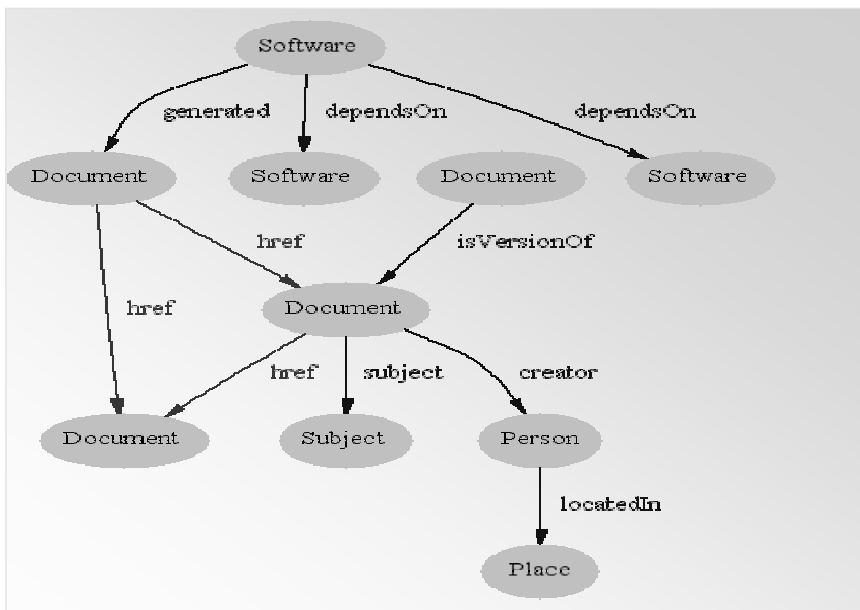 Software
generated dependsOn dependsOn
Document Software Document Software
href isVersionOf
href Document
href subject creator
Document Subject Person
locatedIn
Place